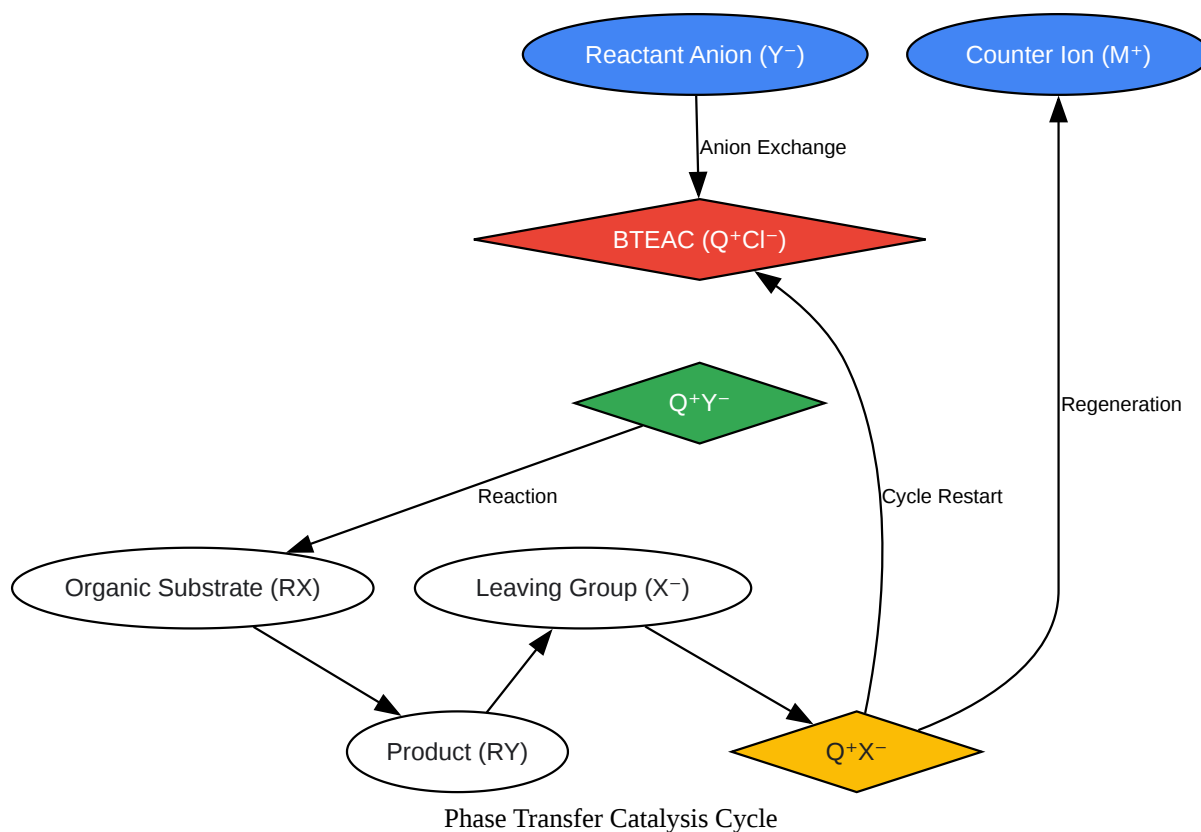 Reactant Anion (Y⁻)
Counter Ion (M⁺)
Anion Exchange
BTEAC (Q⁺Cl⁻)
Q⁺Y⁻
Regeneration
Reaction
Cycle Restart
Organic Substrate (RX)
Leaving Group (X⁻)
Product (RY)
Q⁺X⁻
Phase Transfer Catalysis Cycle